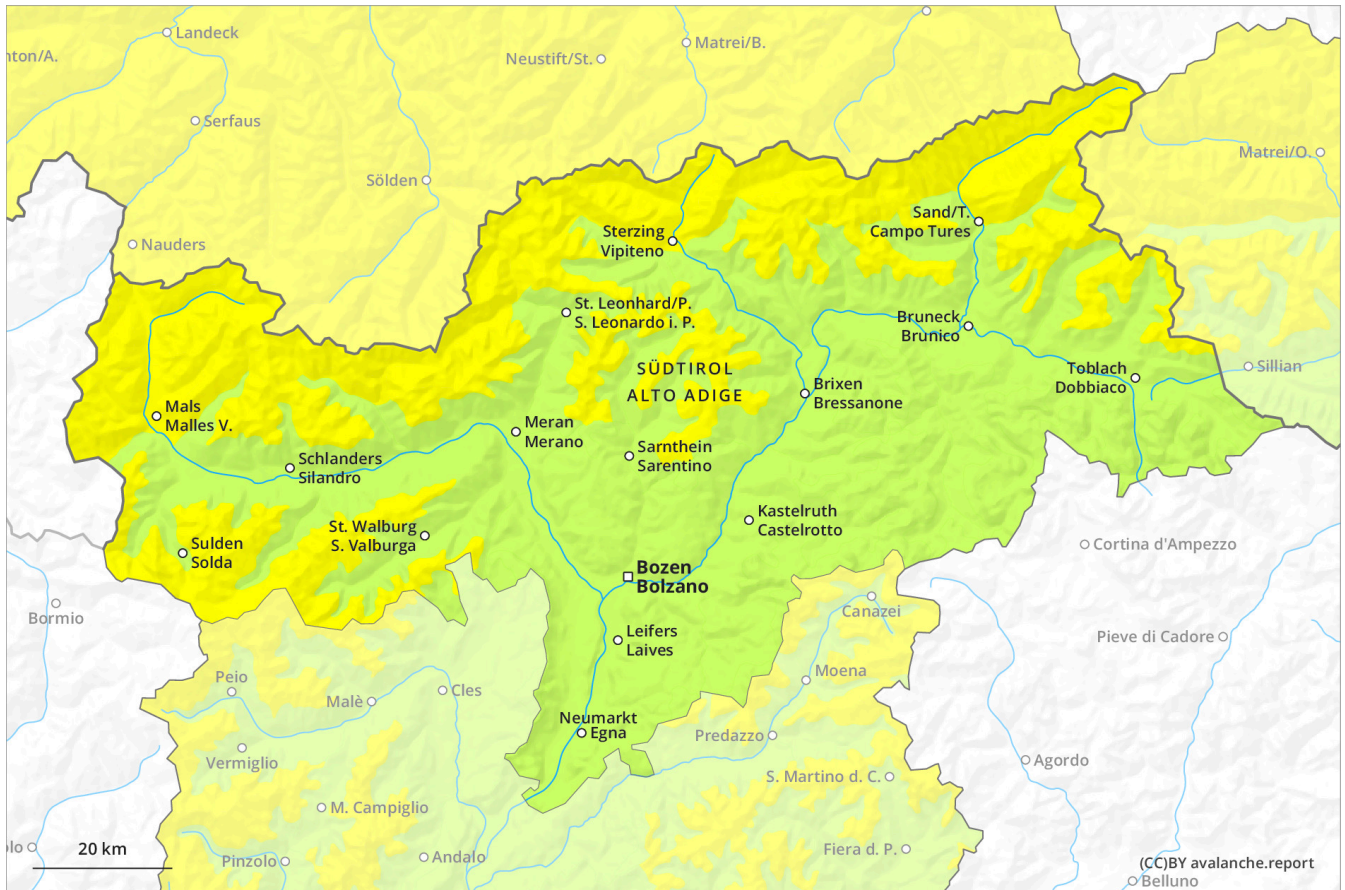 Landeck
Matrei/B.
nton/A.
Neustift/St.
Serfaus
Matrei/O.
Sölden
Sand/T.
Campo Tures
Sterzing
Vipiteno
Nauders
St. Leonhard/P.
S. Leonardo i. P.
Bruneck
Brunico
SÜDTIROL
ALTO ADIGE
Toblach
Dobbiaco
Sillian
Brixen
Bressanone
Mals
Malles V.
Meran
Merano
Sarnthein
Sarentino
Schlanders
Silandro
Kastelruth
Castelrotto
St. Walburg
S. Valburga
Sulden
Solda
Cortina d'Ampezzo
Bozen
Bolzano
Bormio
Canazei
Leifers
Laives
Pieve di Cadore
Peio
Malè
Cles
Moena
Neumarkt
Egna
Predazzo
Vermiglio
Agordo
S. Martino d. C.
M. Campiglio
lo
20 km
Pinzolo
Andalo
Fiera d. P.
(CC)BY avalanche.report
Belluno